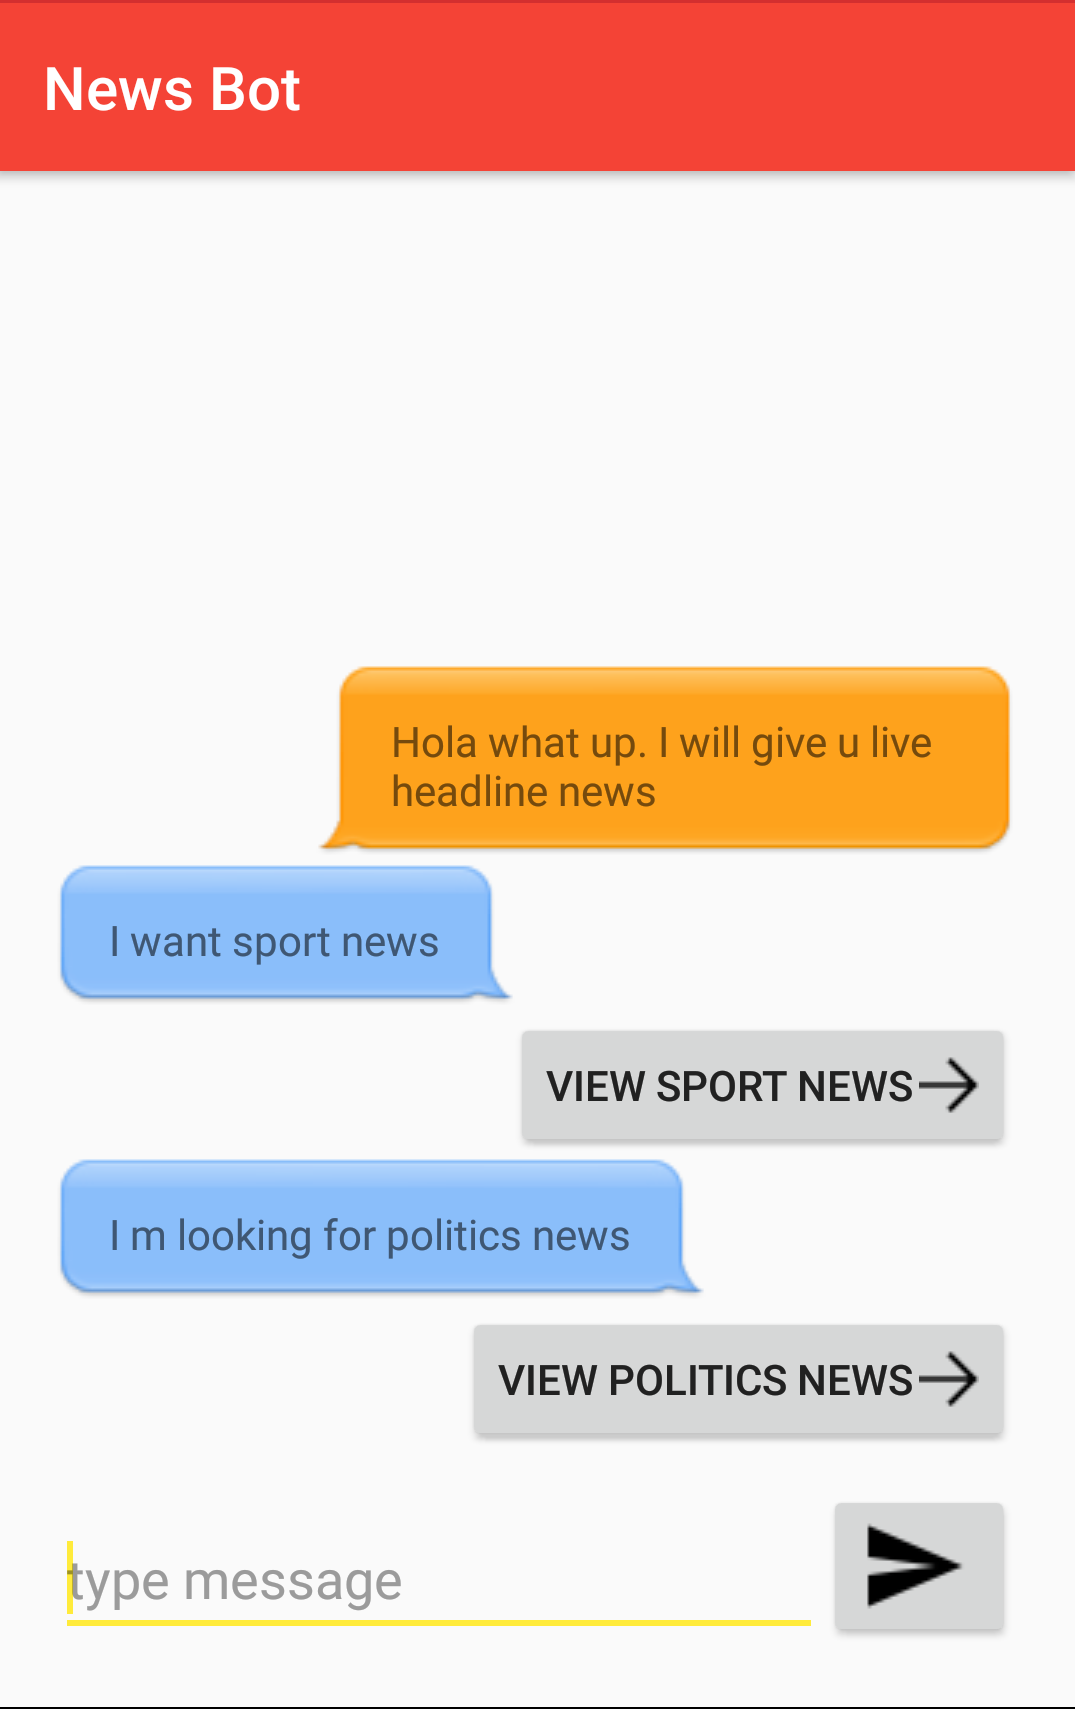 News Bot
Hola what up. I will give u live
headline news
I want sport news
VIEW SPORT NEWS
I m looking for politics news
VIEW POLITICS NEWS
type message